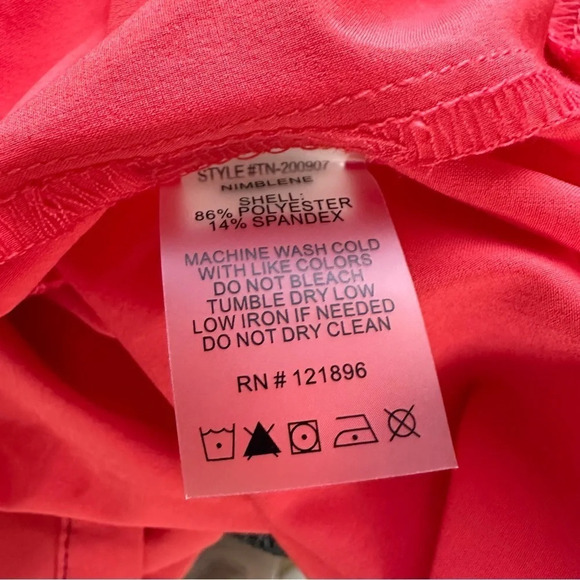 STYLE #TN-200907
NIMBLENE
SHELL:
86% POLYESTER
14% SPANDEX
MACHINE WASH COLD
WITH LIKE COLORS
DO NOT BLEACH
TUMBLE DRY LOW
LOW IRON IF NEEDED
DO NOT DRY CLEAN
RN # 121896